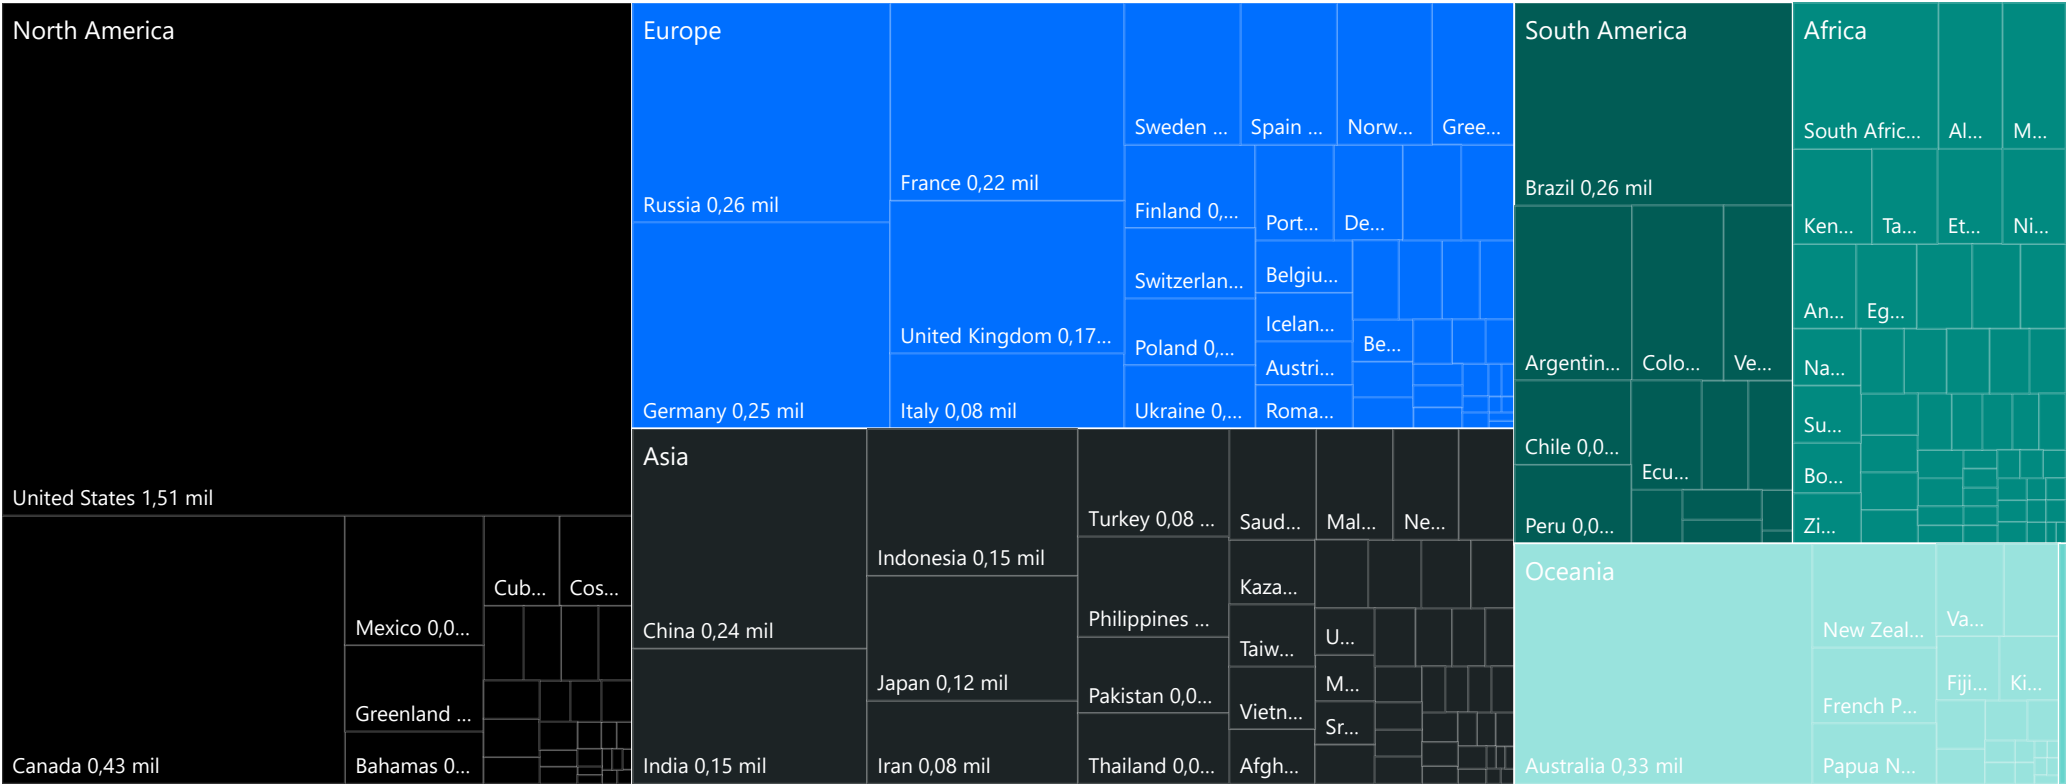 North America
United States 1,51 mil
Canada 0,43 mil
Mexico 0,0...
Greenland ...
Bahamas 0...
Cub...
Cos...
Europe
Russia 0,26 mil
Germany 0,25 mil
France 0,22 mil
United Kingdom 0,17...
Italy 0,08 mil
Sweden ...
Spain ...
Norw...
Gree...
Finland 0,...
Switzerlan...
Poland 0,...
Ukraine 0,...
Port...
De...
Belgiu...
Icelan...
Austri...
Roma...
Be...
Asia
China 0,24 mil
India 0,15 mil
Indonesia 0,15 mil
Japan 0,12 mil
Iran 0,08 mil
Turkey 0,08 ...
Philippines ...
Pakistan 0,0...
Thailand 0,0...
Saud...
Mal...
Ne...
Kaza...
Taiw...
Vietn...
Afgh...
U...
M...
Sr...
South America
Brazil 0,26 mil
Argentin...
Colo...
Ve...
Chile 0,0...
Peru 0,0...
Ecu...
Africa
South Afric...
Al...
M...
Ken...
Ta...
Et...
Ni...
An...
Eg...
Na...
Su...
Bo...
Zi...
Oceania
Australia 0,33 mil
New Zeal...
French P...
Papua N...
Va...
Fiji...
Ki...